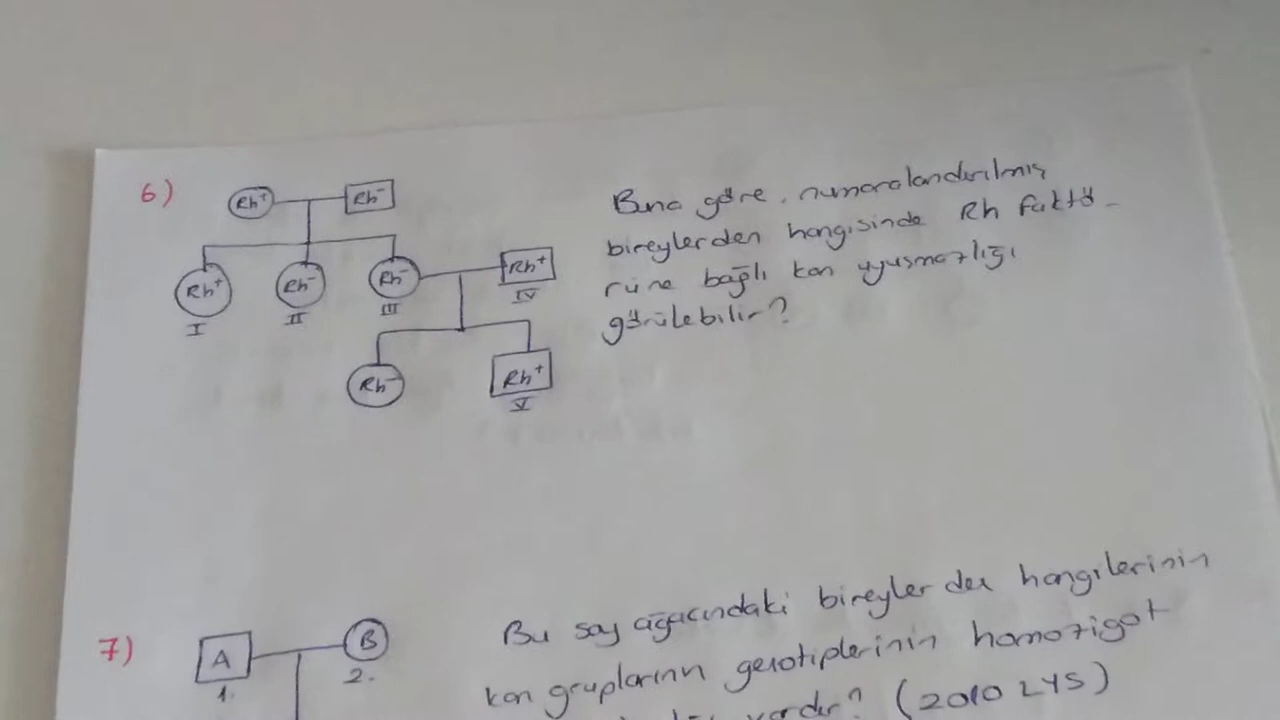 6)
Rh⁺ Rh⁻
Rh⁺ Rh⁻ Rh⁻ Rh⁺
I II III IV
Rh⁻ Rh⁺
V
Buna göre, numaralandırılmış
bireylerden hangisinde Rh faktö-
rüne bağlı kan uyuşmazlığı
görülebilir?
7)
A B
1. 2.
Bu soy ağacındaki bireylerden hangilerinin
kan gruplarının genotiplerinin homozigot
vardır? (2010 LYS)